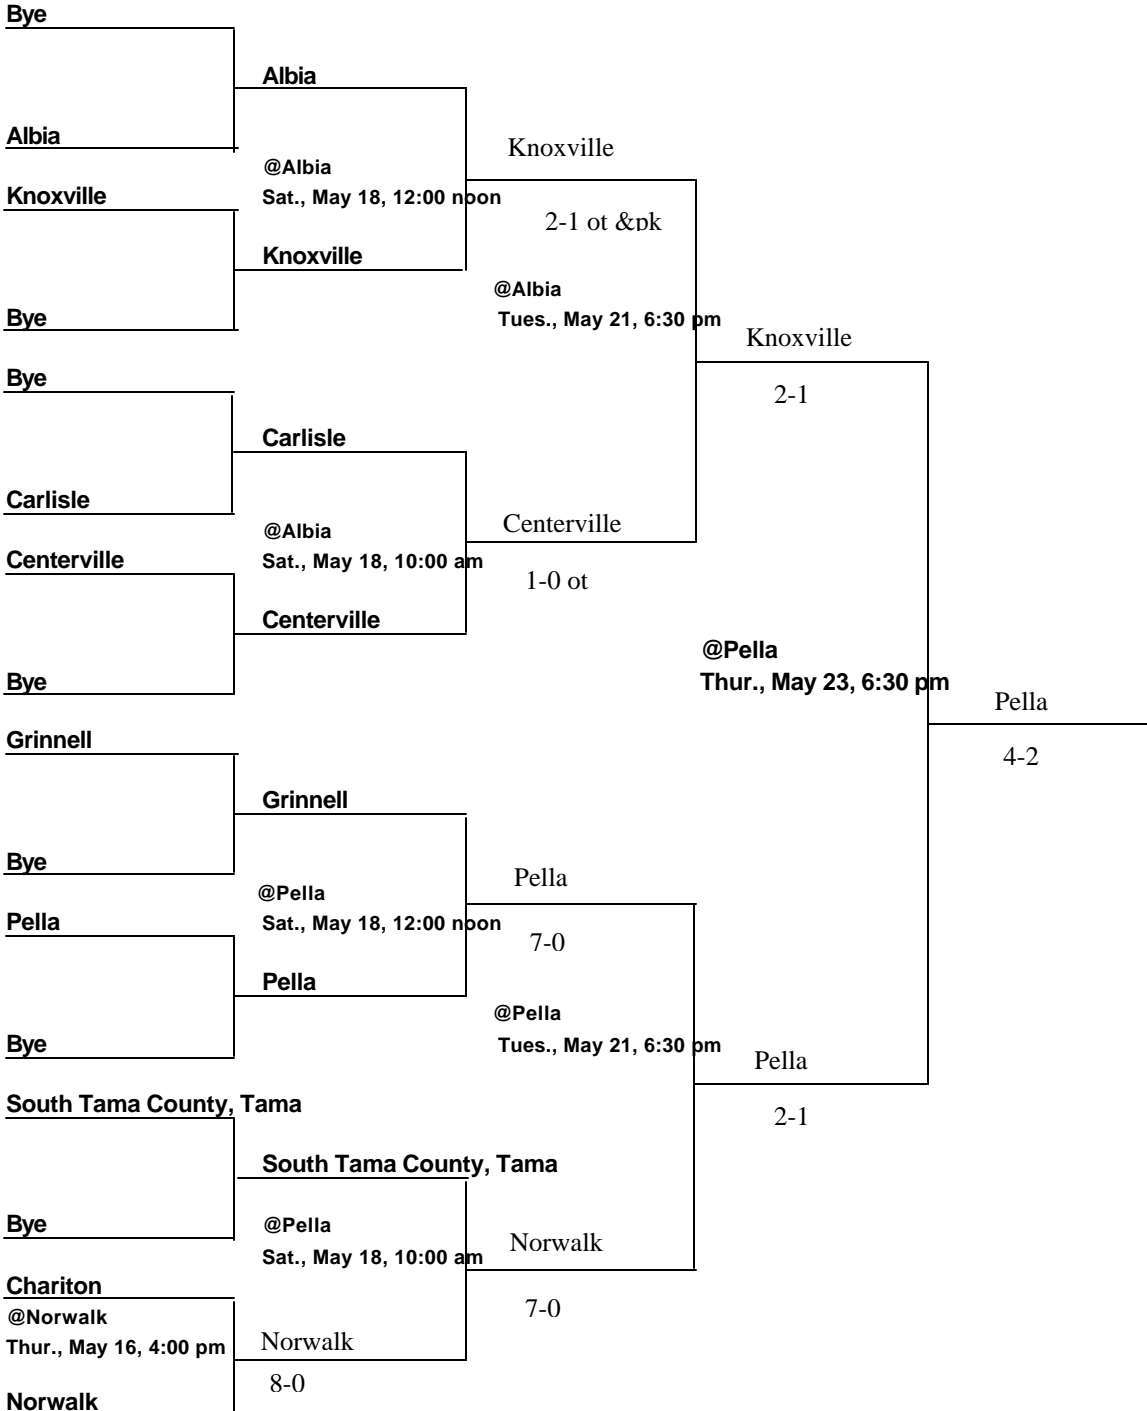 Bye
Albia
Albia
Knoxville
@Albia
Sat., May 18, 12:00 noon
Knoxville
2-1 ot &pk
Knoxville
@Albia
Tues., May 21, 6:30 pm
Bye
Knoxville
Bye
2-1
Carlisle
Carlisle
Centerville
@Albia
Sat., May 18, 10:00 am
Centerville
1-0 ot
Centerville
@Pella
Thur., May 23, 6:30 pm
Bye
Pella
Grinnell
4-2
Grinnell
Bye
Pella
@Pella
Sat., May 18, 12:00 noon
Pella
7-0
Pella
@Pella
Tues., May 21, 6:30 pm
Bye
Pella
South Tama County, Tama
2-1
South Tama County, Tama
Bye
@Pella
Sat., May 18, 10:00 am
Norwalk
Chariton
7-0
@Norwalk
Thur., May 16, 4:00 pm
Norwalk
8-0
Norwalk